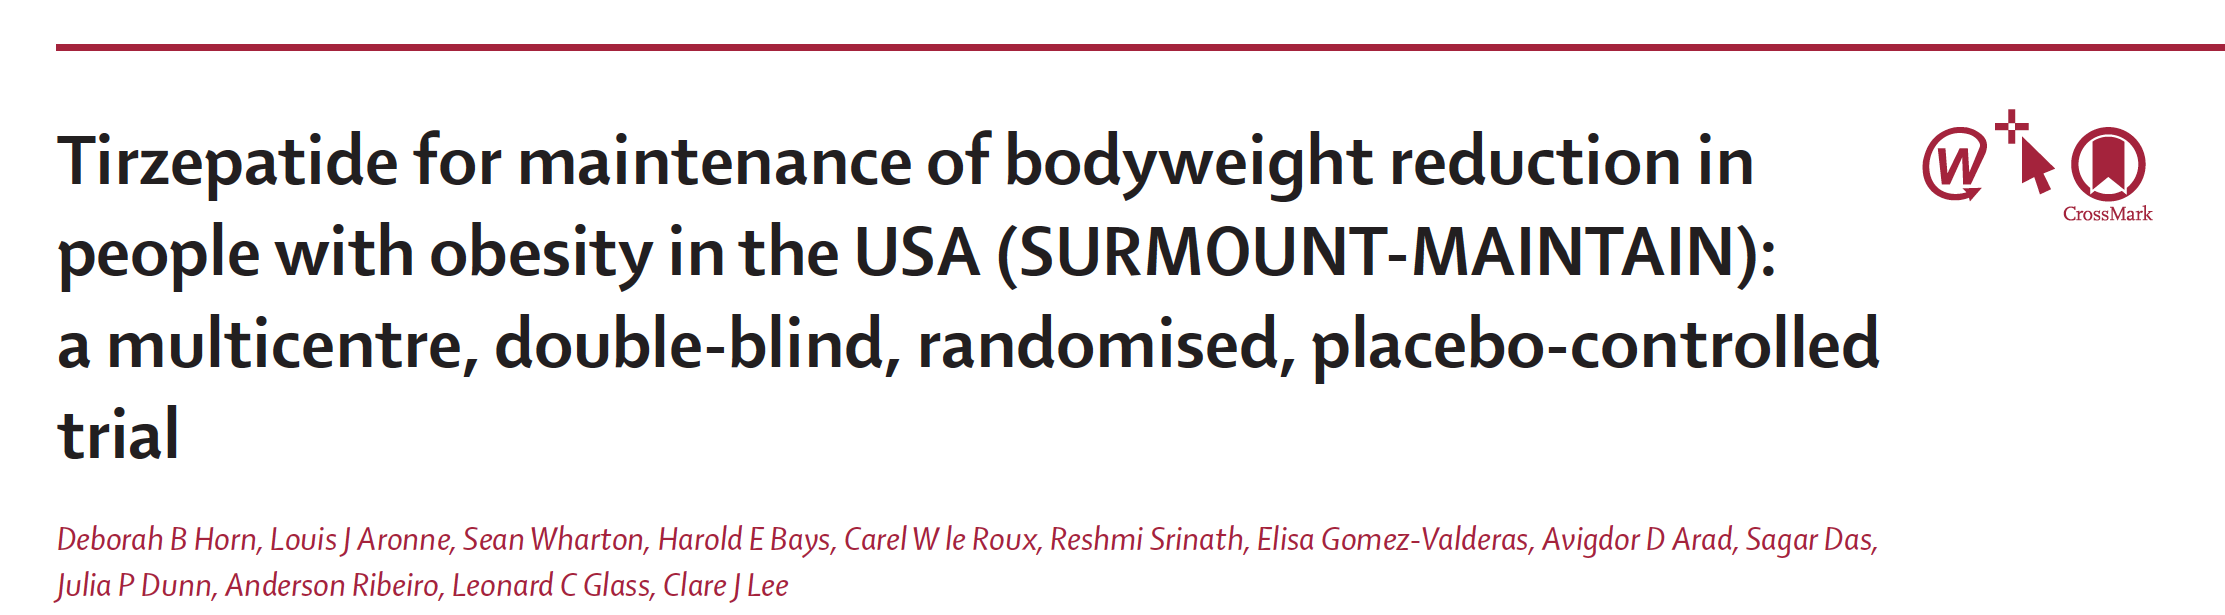 Tirzepatide for maintenance of bodyweight reduction in
people with obesity in the USA (SURMOUNT-MAINTAIN):
a multicentre, double-blind, randomised, placebo-controlled
trial
W
CrossMark
Deborah B Horn, Louis J Aronne, Sean Wharton, Harold E Bays, Carel W le Roux, Reshmi Srinath, Elisa Gomez-Valderas, Avigdor D Arad, Sagar Das,
Julia P Dunn, Anderson Ribeiro, Leonard C Glass, Clare J Lee